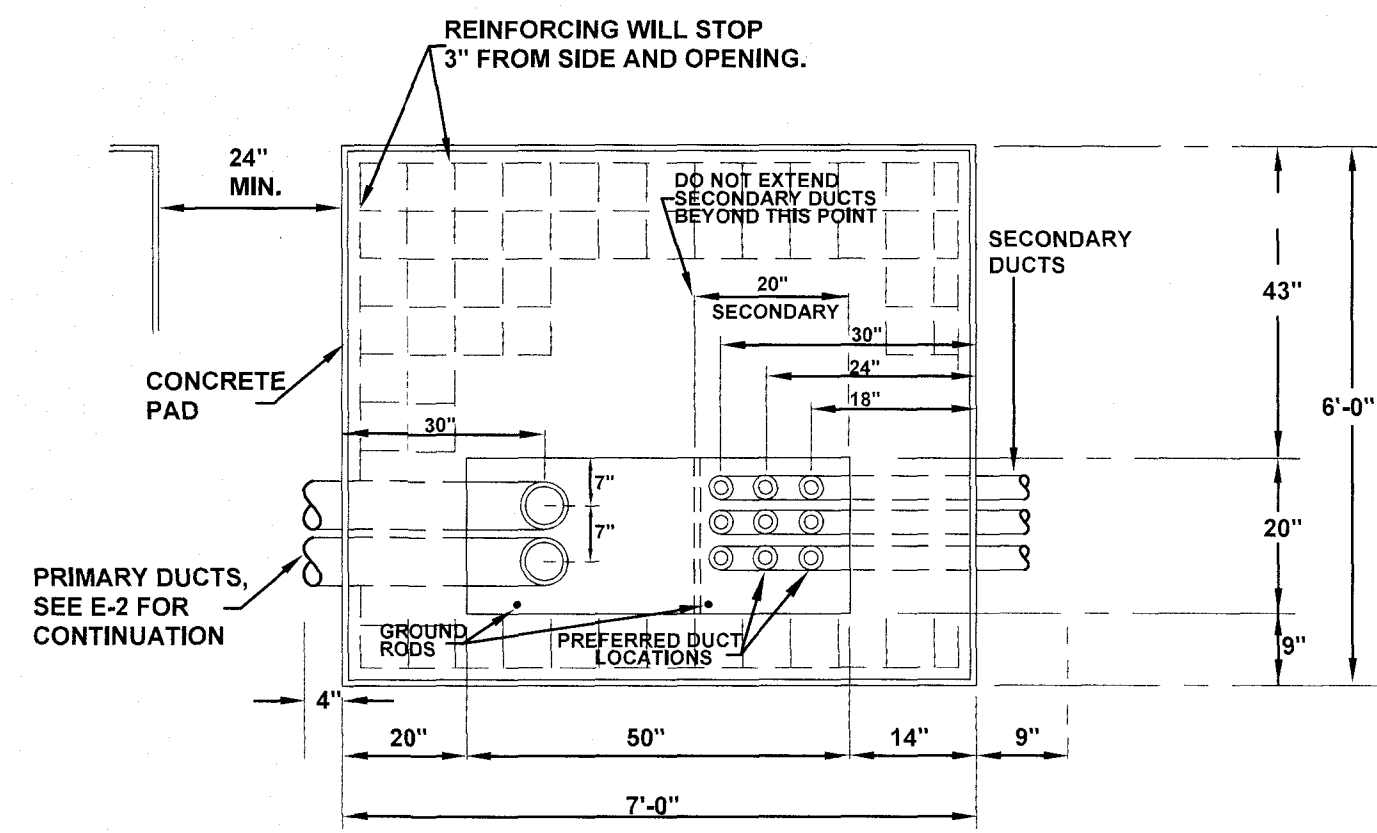 REINFORCING WILL STOP
3" FROM SIDE AND OPENING.
24"
MIN.
DO NOT EXTEND
SECONDARY DUCTS
BEYOND THIS POINT
SECONDARY
DUCTS
20"
SECONDARY
43"
30"
24"
18"
6'-0"
CONCRETE
PAD
30"
7"
7"
20"
PRIMARY DUCTS,
SEE E-2 FOR
CONTINUATION
GROUND
RODS
PREFERRED DUCT
LOCATIONS
9"
4"
20"
50"
14"
9"
7'-0"